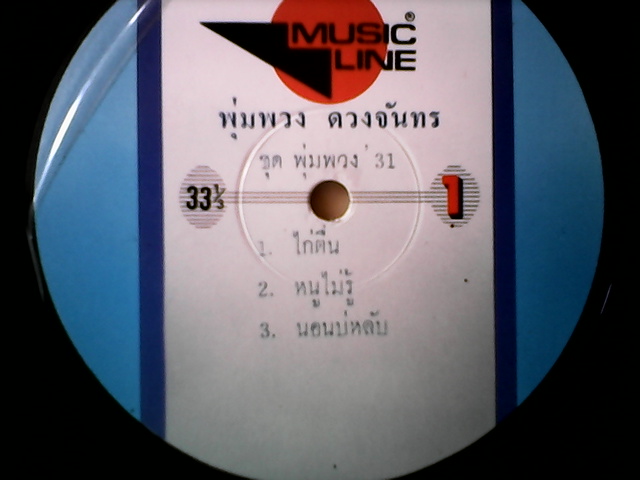 MUSIC
LINE
พุ่มพวง ดวงจันทร
ชุด พุ่มพวง '31
33⅓ 1
1. ไก่ตื่น
2. หนูไม่รู้
3. นอนบ่หลับ